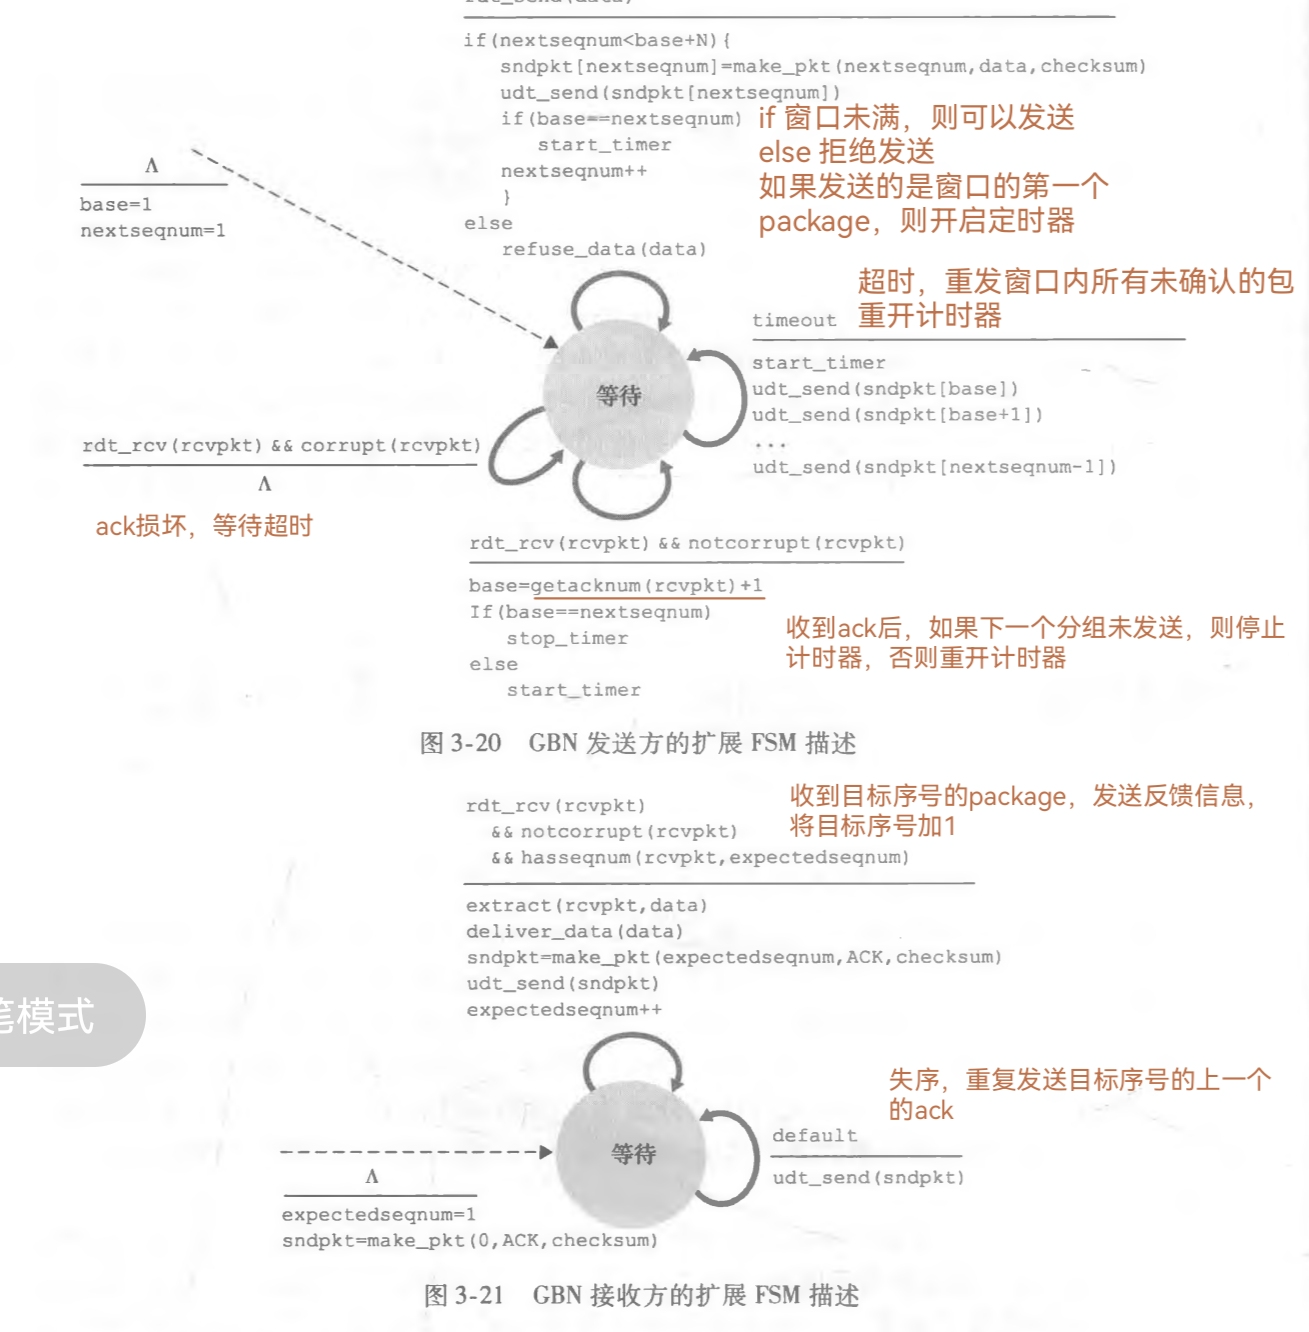 rdt_send(data)
if(nextseqnum<base+N){
sndpkt[nextseqnum]=make_pkt(nextseqnum,data,checksum)
udt_send(sndpkt[nextseqnum])
if(base==nextseqnum)
start_timer
nextseqnum++
}
else
refuse_data(data)
if 窗口未满，则可以发送
else 拒绝发送
如果发送的是窗口的第一个
package，则开启定时器
Λ
base=1
nextseqnum=1
超时，重发窗口内所有未确认的包
重开计时器
timeout
start_timer
udt_send(sndpkt[base])
udt_send(sndpkt[base+1])
...
udt_send(sndpkt[nextseqnum-1])
等待
rdt_rcv(rcvpkt) && corrupt(rcvpkt)
Λ
ack损坏，等待超时
rdt_rcv(rcvpkt) && notcorrupt(rcvpkt)
base=getacknum(rcvpkt)+1
If(base==nextseqnum)
stop_timer
else
start_timer
收到ack后，如果下一个分组未发送，则停止
计时器，否则重开计时器
图 3-20 GBN 发送方的扩展 FSM 描述
rdt_rcv(rcvpkt)
&& notcorrupt(rcvpkt)
&& hasseqnum(rcvpkt,expectedseqnum)
收到目标序号的package，发送反馈信息，
将目标序号加1
extract(rcvpkt,data)
deliver_data(data)
sndpkt=make_pkt(expectedseqnum,ACK,checksum)
udt_send(sndpkt)
expectedseqnum++
笔模式
失序，重复发送目标序号的上一个
的ack
default
udt_send(sndpkt)
等待
Λ
expectedseqnum=1
sndpkt=make_pkt(0,ACK,checksum)
图 3-21 GBN 接收方的扩展 FSM 描述